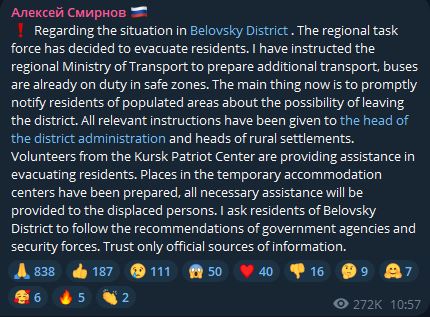 Алексей Смирнов 🇷🇺
❗ Regarding the situation in Belovsky District . The regional task
force has decided to evacuate residents. I have instructed the
regional Ministry of Transport to prepare additional transport, buses
are already on duty in safe zones. The main thing now is to promptly
notify residents of populated areas about the possibility of leaving
the district. All relevant instructions have been given to the head of
the district administration and heads of rural settlements.
Volunteers from the Kursk Patriot Center are providing assistance in
evacuating residents. Places in the temporary accommodation
centers have been prepared, all necessary assistance will be
provided to the displaced persons. I ask residents of Belovsky
District to follow the recommendations of government agencies and
security forces. Trust only official sources of information.
🙏 838 👍 187 😢 111 😱 50 ❤️ 40 👎 16 🤔 9 🤗 7
🥰 6 🔥 5 👏 2 272K 10:57